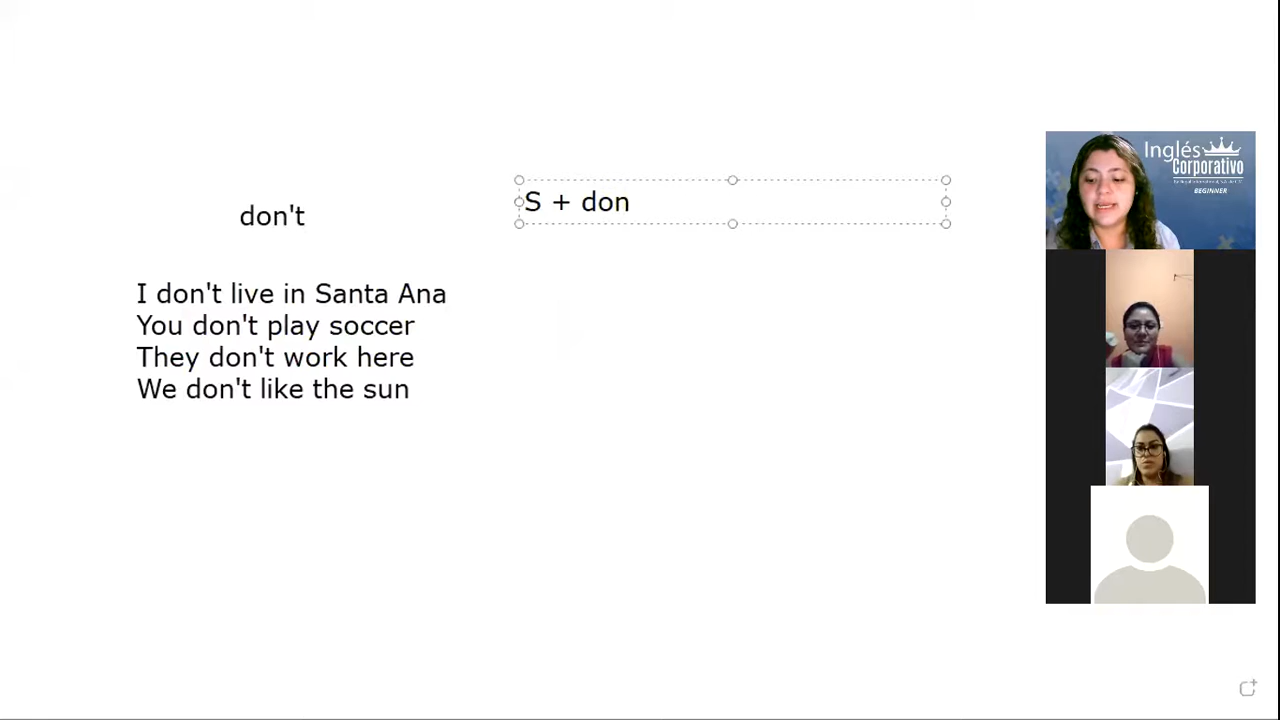 don't
S + don
I don't live in Santa Ana
You don't play soccer
They don't work here
We don't like the sun
Inglés
Corporativo
BEGINNER